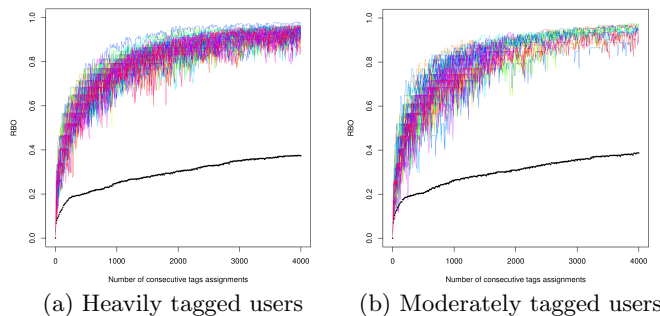 1.0
0.8
0.6
0.4
0.2
0.0
RBO
0 1000 2000 3000 4000
Number of consecutive tags assignments
(a) Heavily tagged users
1.0
0.8
0.6
0.4
0.2
0.0
RBO
0 1000 2000 3000 4000
Number of consecutive tags assignments
(b) Moderately tagged users